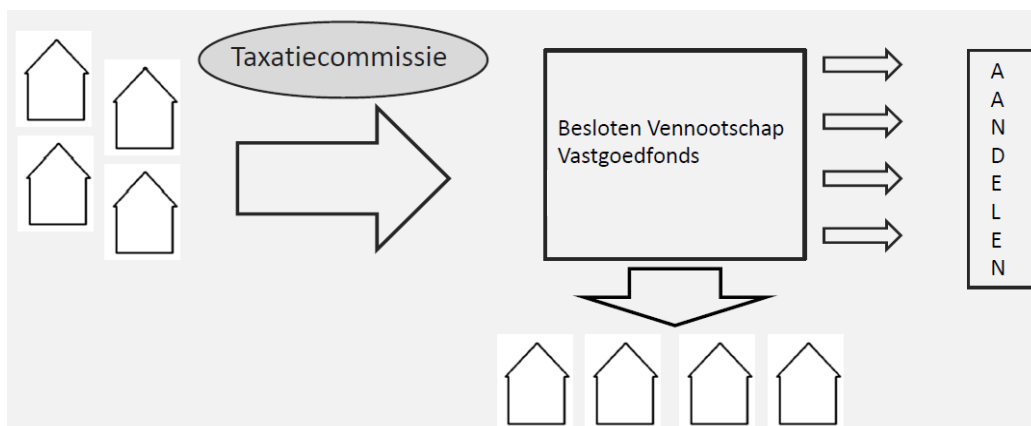 Taxatiecommissie
Besloten Vennootschap
Vastgoedfonds
A
A
N
D
E
L
E
N